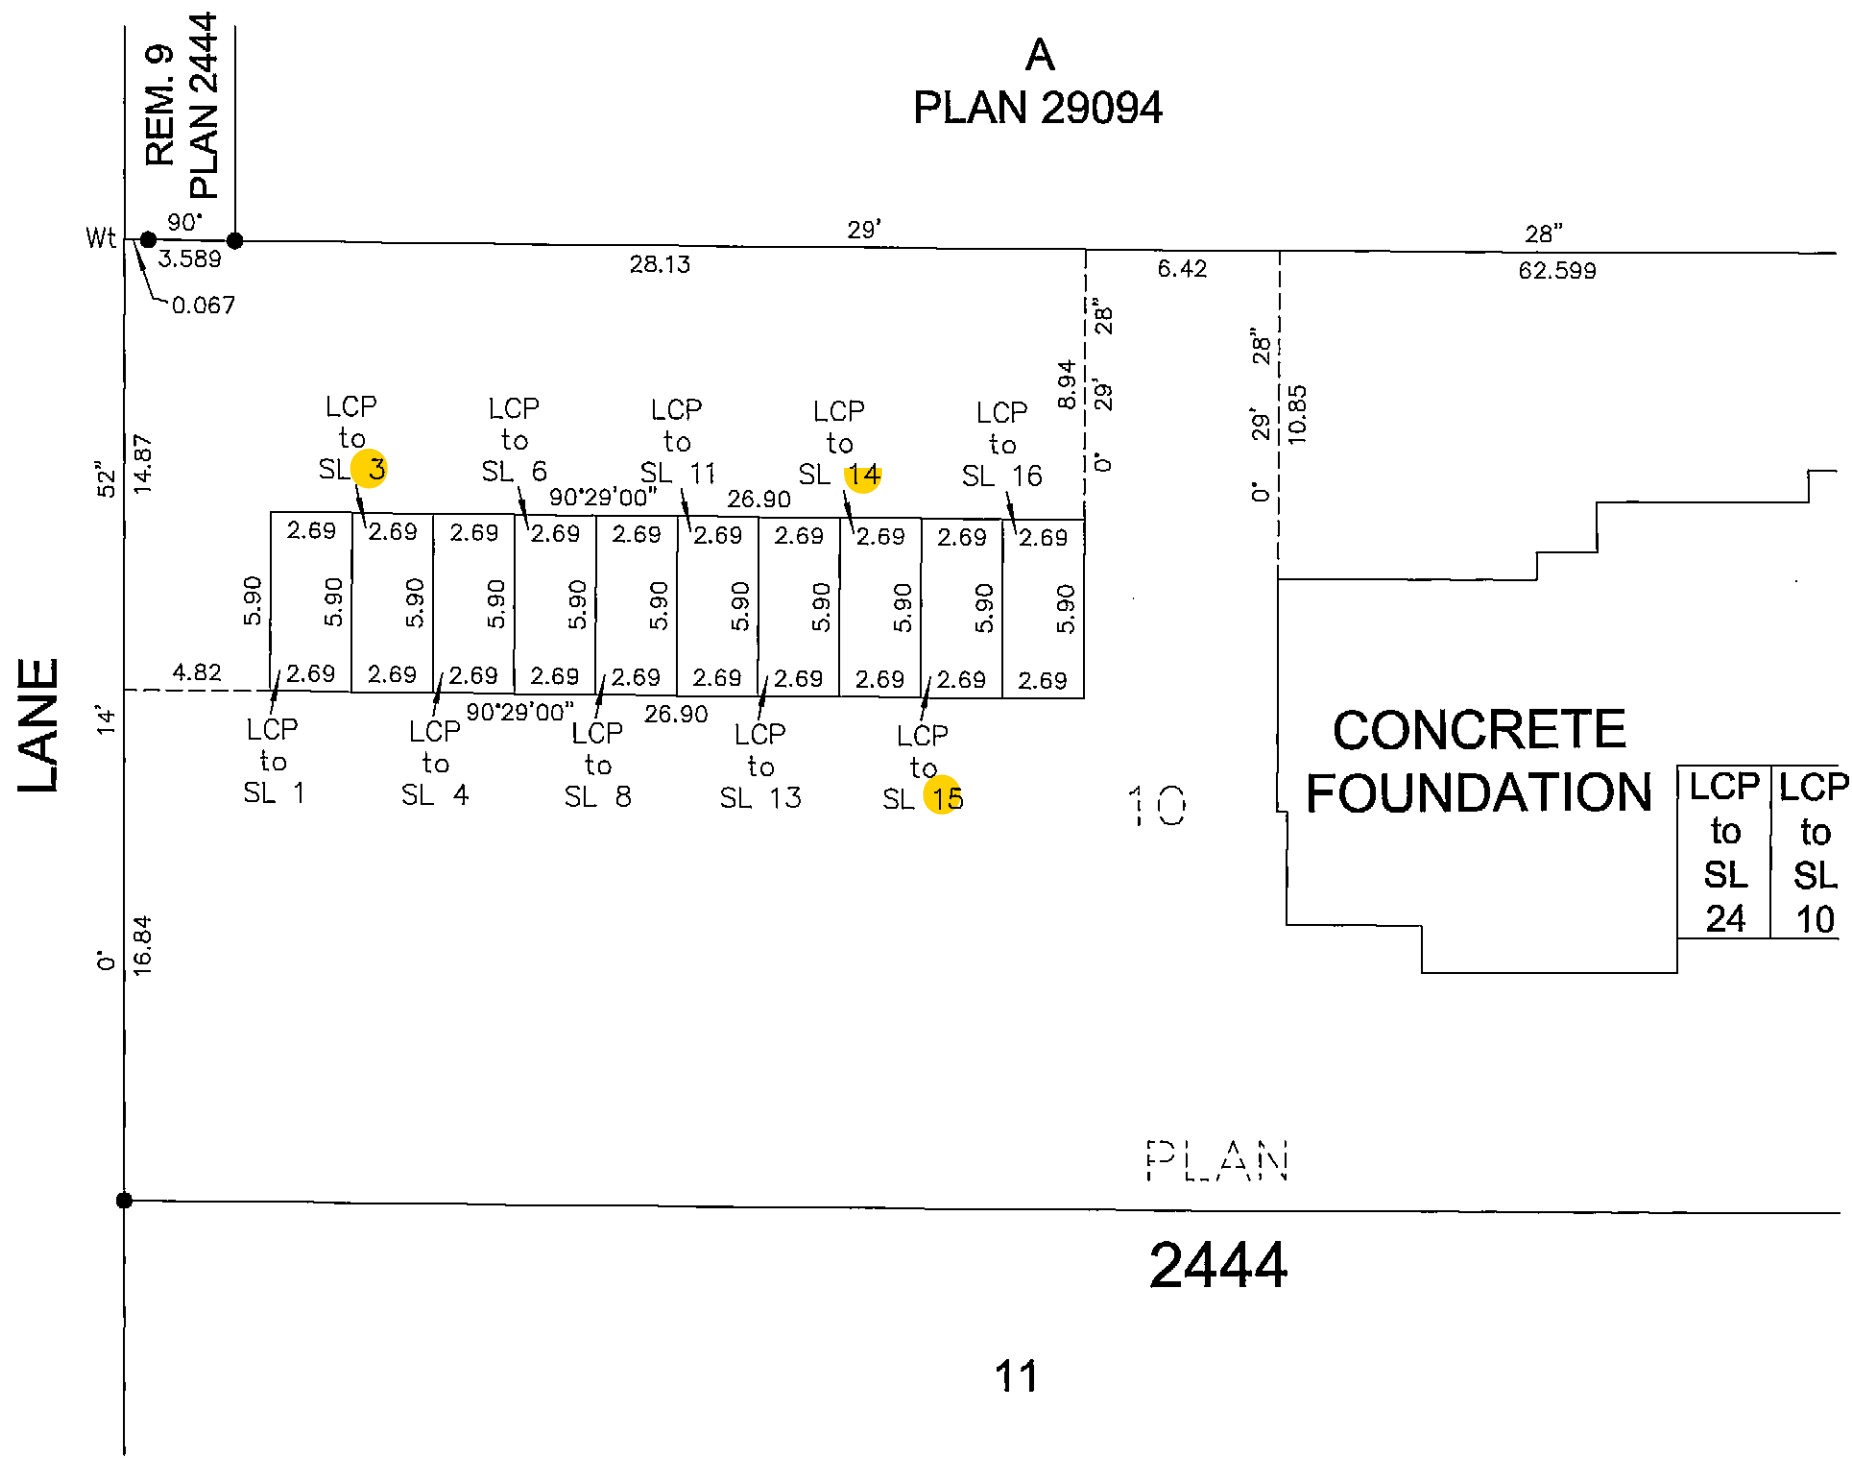 REM. 9
PLAN 2444
A
PLAN 29094
Wt
90°
29'
28"
3.589
28.13
6.42
62.599
0.067
28"
29'
0°
8.94
28"
29'
0°
10.85
52"
14.87
LCP
to
SL 3
LCP
to
SL 6
LCP
to
SL 11
LCP
to
SL 14
LCP
to
SL 16
90°29'00"
26.90
2.69 2.69 2.69 2.69 2.69 2.69 2.69 2.69 2.69 2.69
5.90 5.90 5.90 5.90 5.90 5.90 5.90 5.90 5.90 5.90 5.90
4.82
2.69 2.69 2.69 2.69 2.69 2.69 2.69 2.69 2.69 2.69
90°29'00"
26.90
LANE
14'
LCP
to
SL 1
LCP
to
SL 4
LCP
to
SL 8
LCP
to
SL 13
LCP
to
SL 15
10
CONCRETE
FOUNDATION
LCP
to
SL
24
LCP
to
SL
10
0°
16.84
PLAN
2444
11